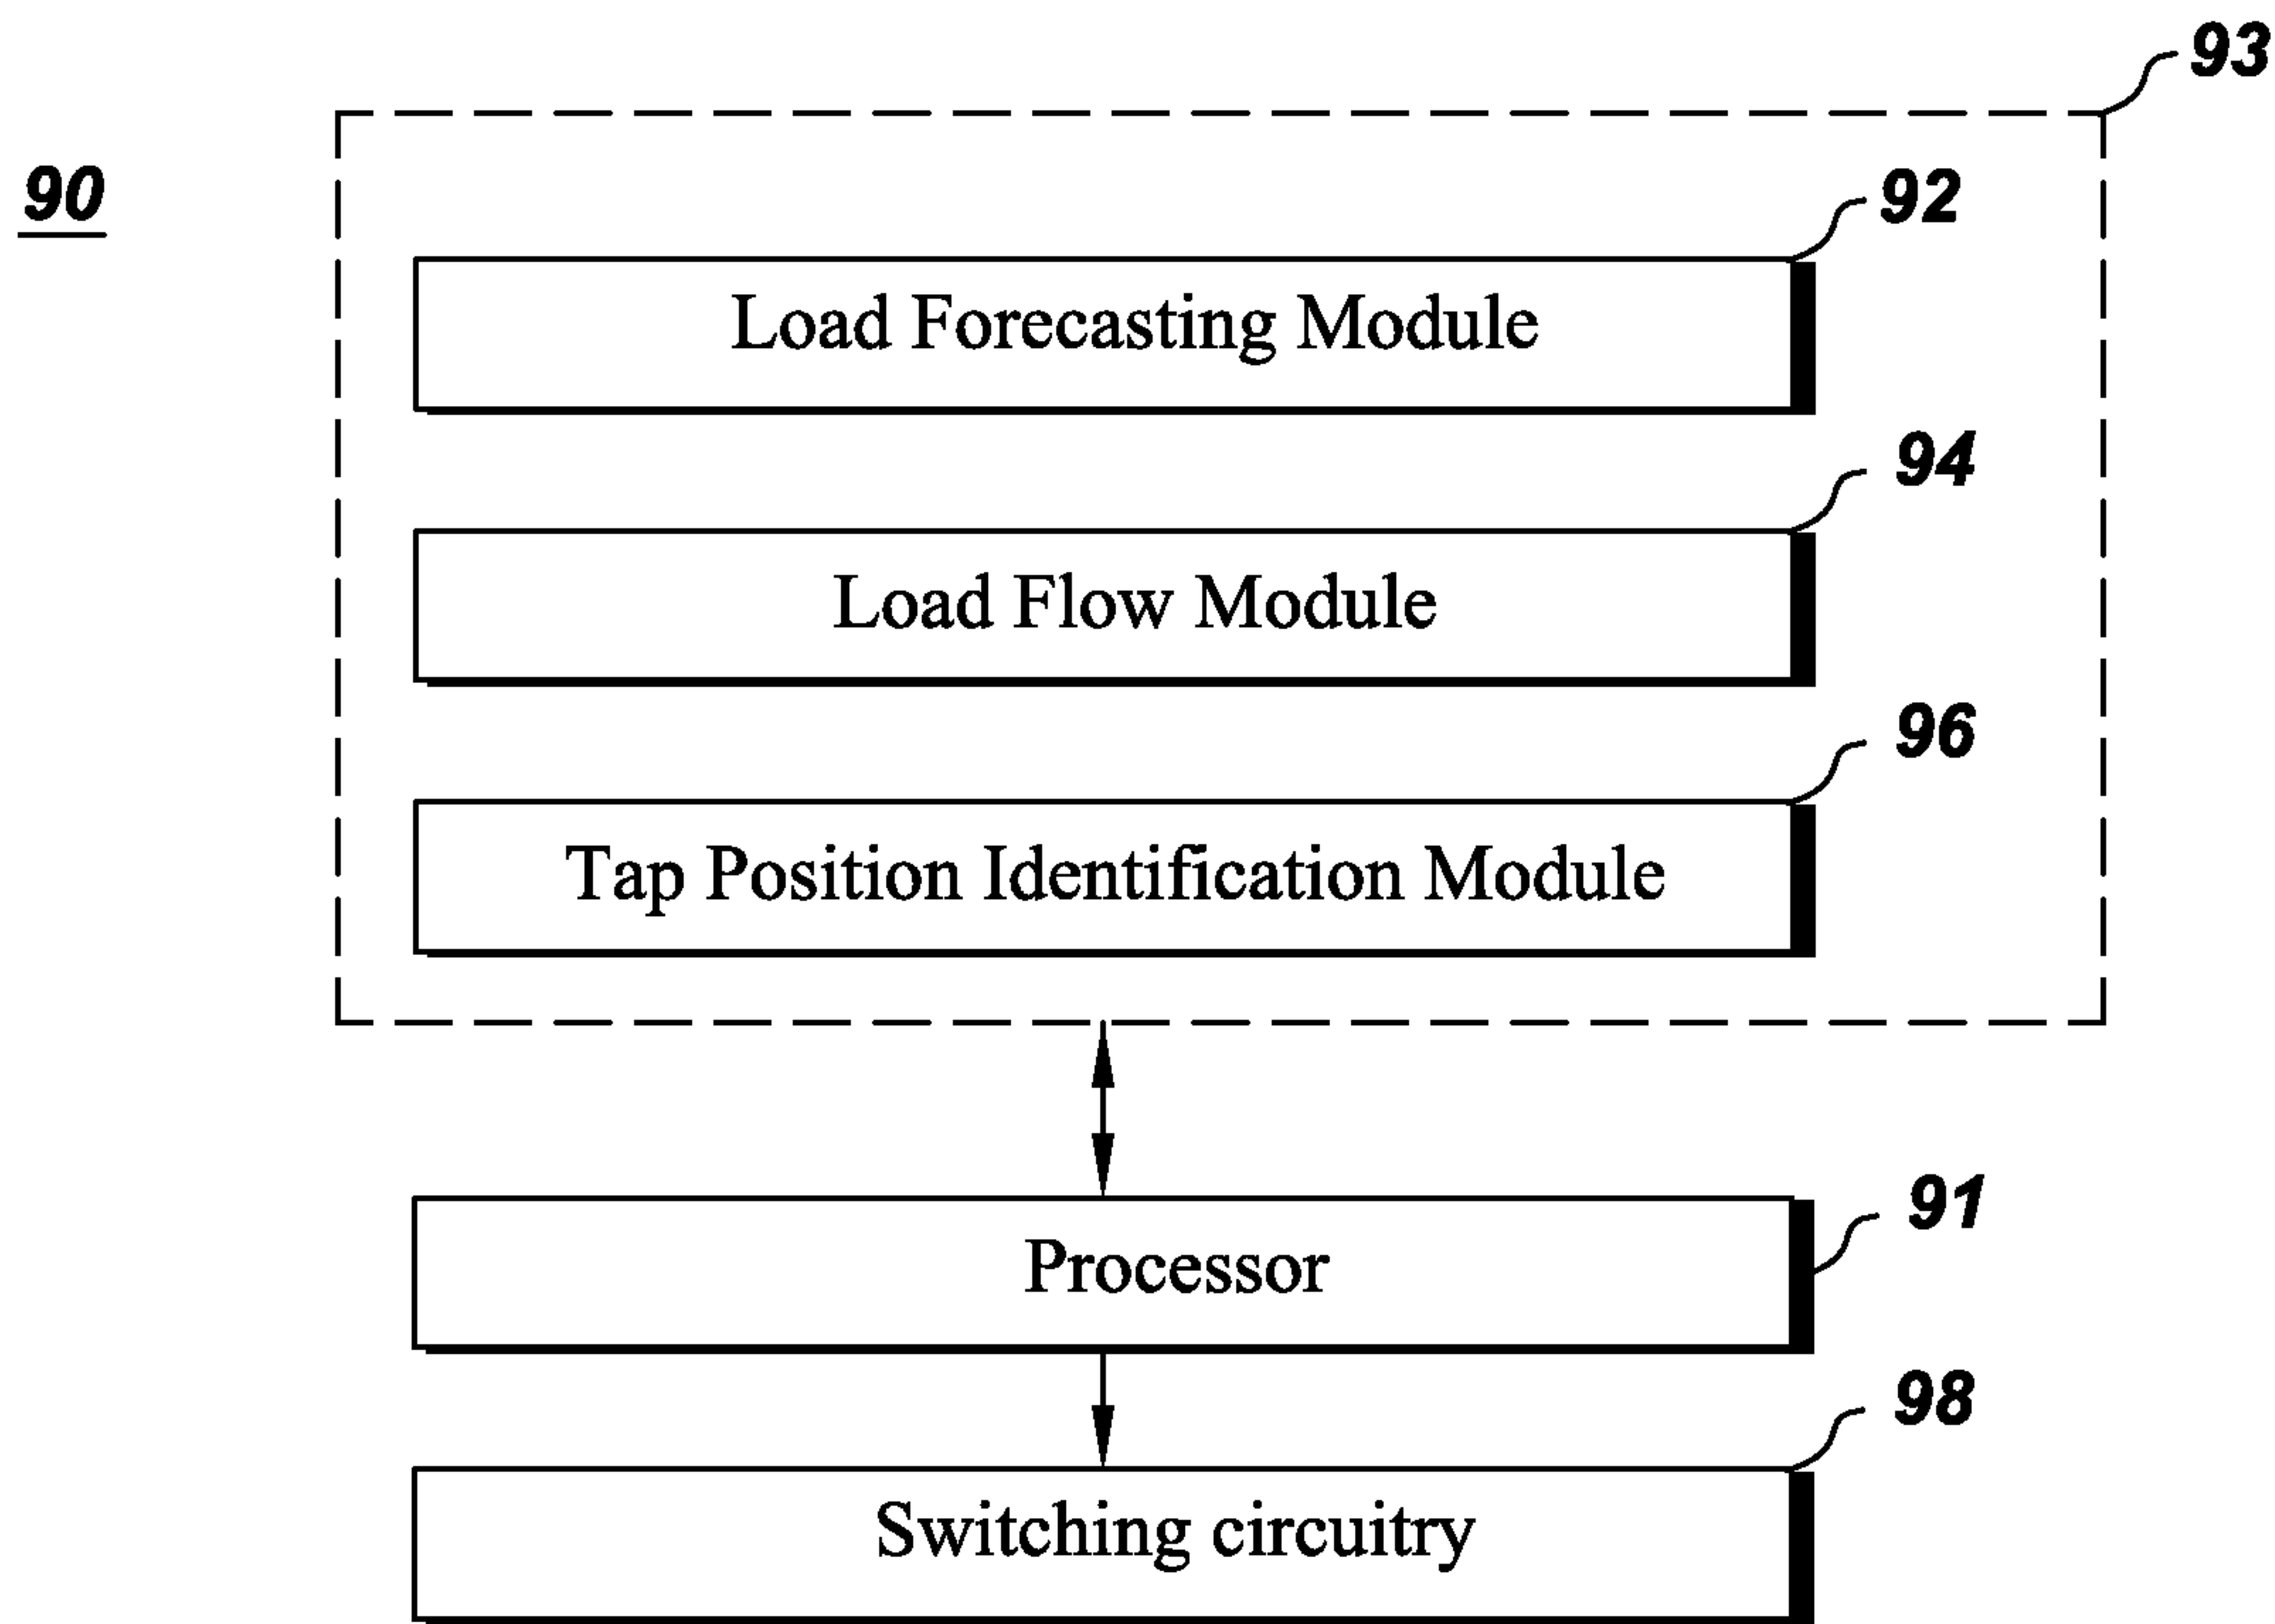 93
90
92
Load Forecasting Module
94
Load Flow Module
96
Tap Position Identification Module
91
Processor
98
Switching circuitry